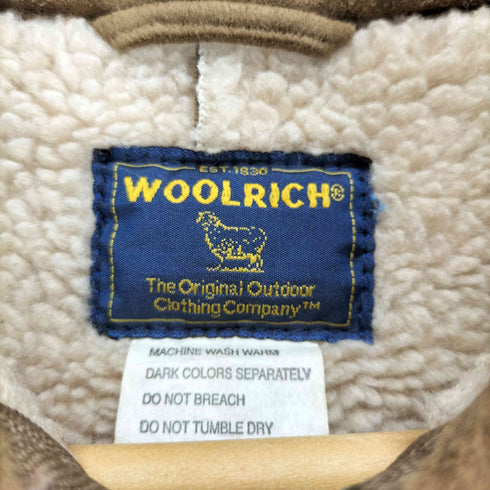 EST. 1830
WOOLRICH®
The Original Outdoor
Clothing Company™
MACHINE WASH WARM
DARK COLORS SEPARATELY
DO NOT BREACH
DO NOT TUMBLE DRY